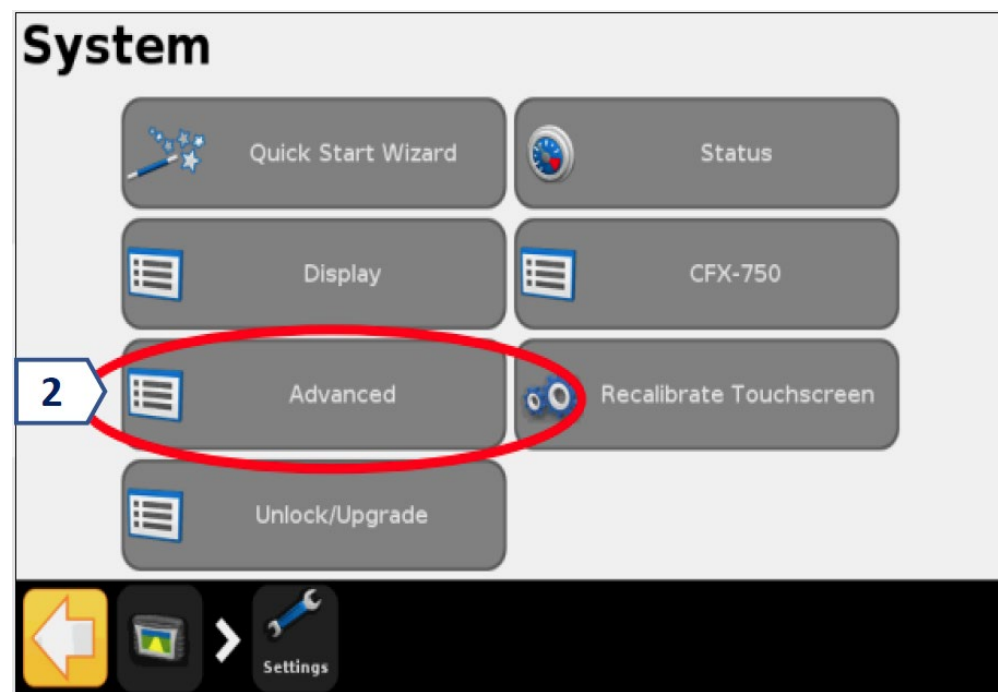 System
Quick Start Wizard
Status
Display
CFX-750
2
Advanced
Recalibrate Touchscreen
Unlock/Upgrade
Settings